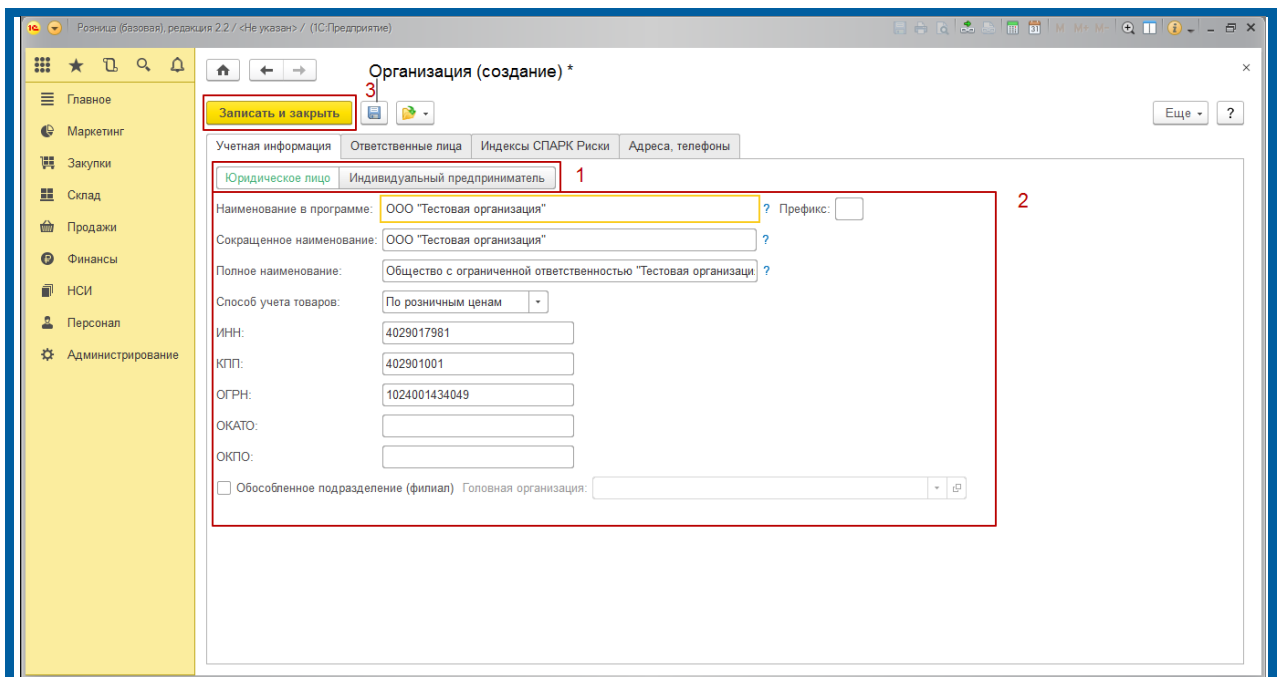 1С Розница (базовая), редакция 2.2 / <Не указан> / (1С:Предприятие) 31 M M+ M- i
Организация (создание) *
3
Записать и закрыть Еще ?
Главное
Маркетинг
Закупки
Склад
Продажи
Финансы
НСИ
Персонал
Администрирование
Учетная информация Ответственные лица Индексы СПАРК Риски Адреса, телефоны
Юридическое лицо Индивидуальный предприниматель 1
2
Наименование в программе: ООО "Тестовая организация" ? Префикс:
Сокращенное наименование: ООО "Тестовая организация" ?
Полное наименование: Общество с ограниченной ответственностью "Тестовая организаци ?
Способ учета товаров: По розничным ценам
ИНН: 4029017981
КПП: 402901001
ОГРН: 1024001434049
ОКАТО:
ОКПО:
Обособленное подразделение (филиал) Головная организация: